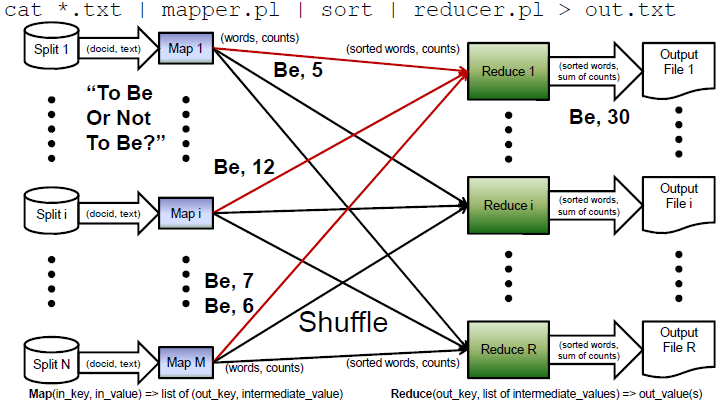 cat *.txt | mapper.pl | sort | reducer.pl > out.txt
Split 1
(docid, text)
Map 1
(words, counts)
(sorted words, counts)
Be, 5
Reduce 1
(sorted words,
sum of counts)
Output
File 1
“To Be
Or Not
To Be?”
Be, 30
Be, 12
Split i
(docid, text)
Map i
Reduce i
(sorted words,
sum of counts)
Output
File i
Be, 7
Be, 6
Shuffle
Split N
(docid, text)
Map M
(words, counts)
(sorted words, counts)
Reduce R
(sorted words,
sum of counts)
Output
File R
Map(in_key, in_value) => list of (out_key, intermediate_value)
Reduce(out_key, list of intermediate_values) => out_value(s)